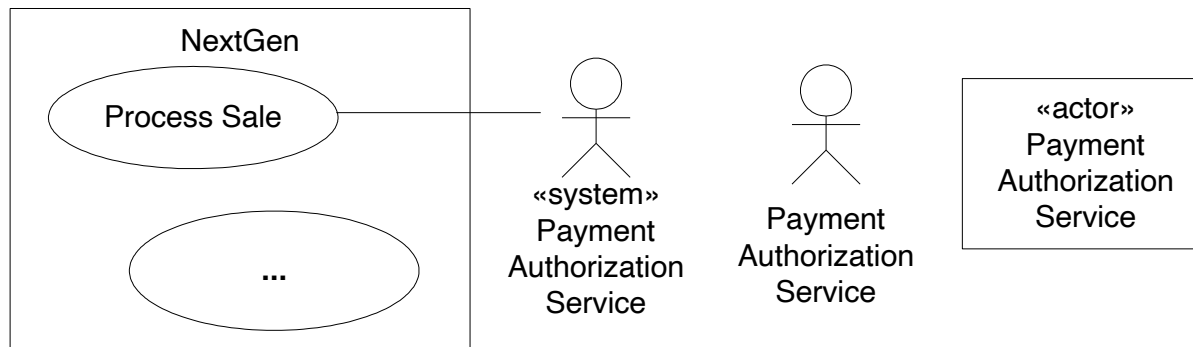 NextGen
Process Sale
...
«system»
Payment
Authorization
Service
Payment
Authorization
Service
«actor»
Payment
Authorization
Service